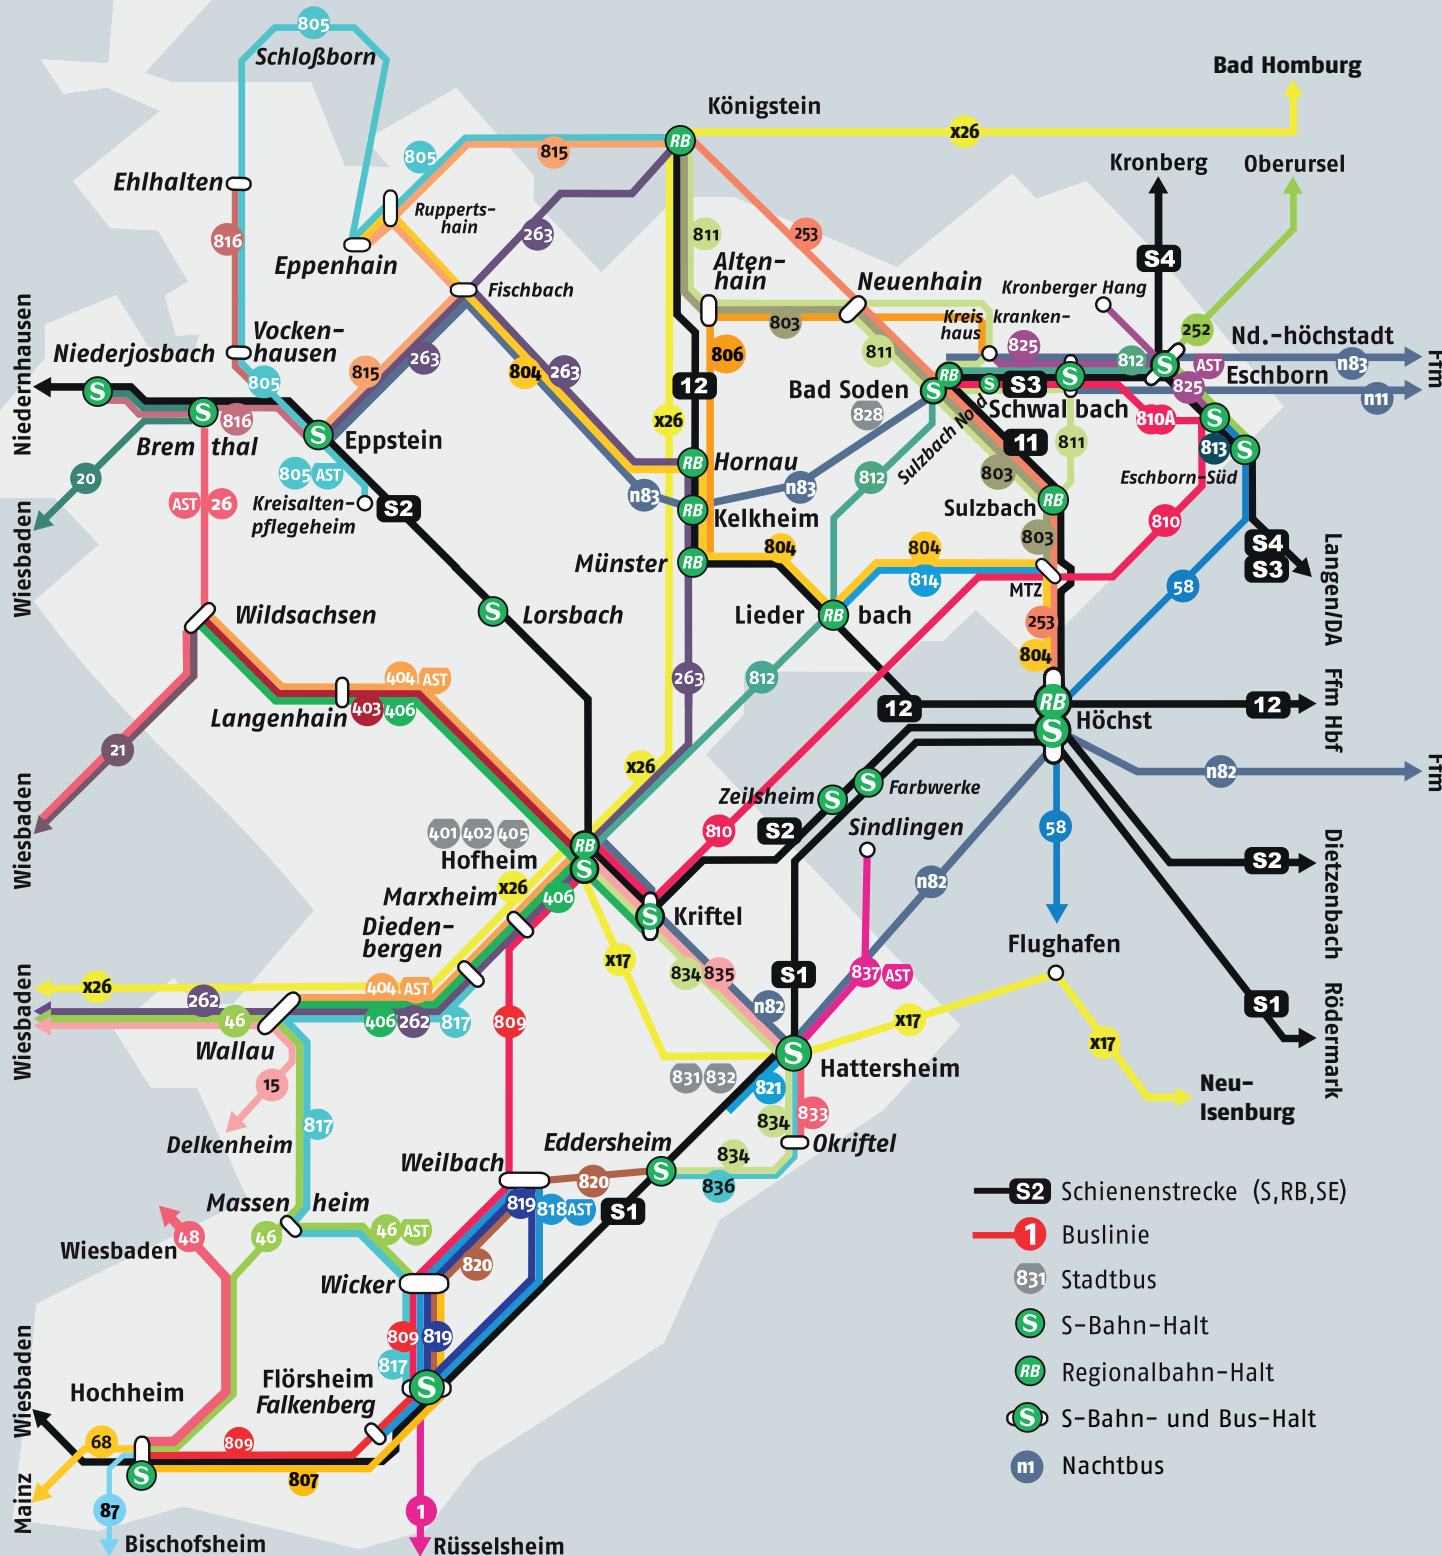 805
Schloßborn
Bad Homburg
Königstein
x26
805
815
Kronberg
Oberursel
Ehlhalten
Rupperts-
hain
816
263
811
253
S4
Eppenhain
Alten-
hain
Neuenhain
Kronberger Hang
Fischbach
Niedernhausen
Vocken-
hausen
Niederjosbach
803
Kreis kranken-
haus
825
252
Nd.-höchstadt
812
AST
n83
Ffm
806
811
804
263
263
815
805
12
Bad Soden
S3
825
Eschborn
n11
816
828
Schwal bach
810A
Brem thal
Eppstein
x26
Sulzbach Nord
11
811
813
805 AST
Hornau
812
803
Eschborn-Süd
20
AST 26
Kreisalten-
pflegeheim
S2
n83
n83
Kelkheim
Sulzbach
810
Wiesbaden
Münster
804
804
803
S4
S3
Langen/DA
814
MTZ
58
Wildsachsen
Lorsbach
Lieder bach
253
804
404 AST
263
812
Langenhain
403 406
12
12
Ffm Hbf
Höchst
21
x26
n82
Ffm
Wiesbaden
Zeilsheim
Farbwerke
401 402 405
Hofheim
810
S2
Sindlingen
58
S2
Dietzenbach
Marxheim
x26
406
n82
Dieden-
bergen
Kriftel
Flughafen
x17
834 835
S1
837 AST
Wiesbaden
x26
404 AST
262
n82
S1
Rödermark
46
406 262 817
809
x17
x17
Wallau
15
831 832
821
Hattersheim
Neu-
Isenburg
817
834
833
Delkenheim
Eddersheim
Okriftel
Weilbach
834
820
836
S2
Schienenstrecke (S,RB,SE)
Massen heim
819
818 AST
S1
48
46
46 AST
1
Buslinie
Wiesbaden
820
831
Stadtbus
Wicker
S
S-Bahn-Halt
809 819
817
Wiesbaden
Flörsheim
Falkenberg
RB
Regionalbahn-Halt
Hochheim
S
S-Bahn- und Bus-Halt
68
809
n1
Nachtbus
807
Mainz
87
1
Bischofsheim
Rüsselsheim